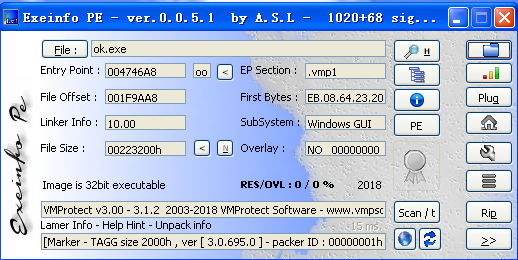 Exeinfo PE - ver.0.0.5.1 by A.S.L - 1020+68 sig...
File : ok.exe H
Entry Point : 004746A8 oo < EP Section : .vmp1
File Offset : 001F9AA8 First Bytes : EB.08.64.23.20 Plug
Linker Info : 10.00 SubSystem : Windows GUI PE
File Size : 00223200h < N Overlay : NO 00000000
Image is 32bit executable RES/OVL : 0 / 0 % 2018
VMProtect v3.00 - 3.1.2 2003-2018 VMProtect Software - www.vmpso Scan / t Rip
Lamer Info - Help Hint - Unpack info 15 ms.
[Marker - TAGG size 2000h , ver [ 3.0.695.0 ] - packer ID : 00000001h >>
Exeinfo Pe